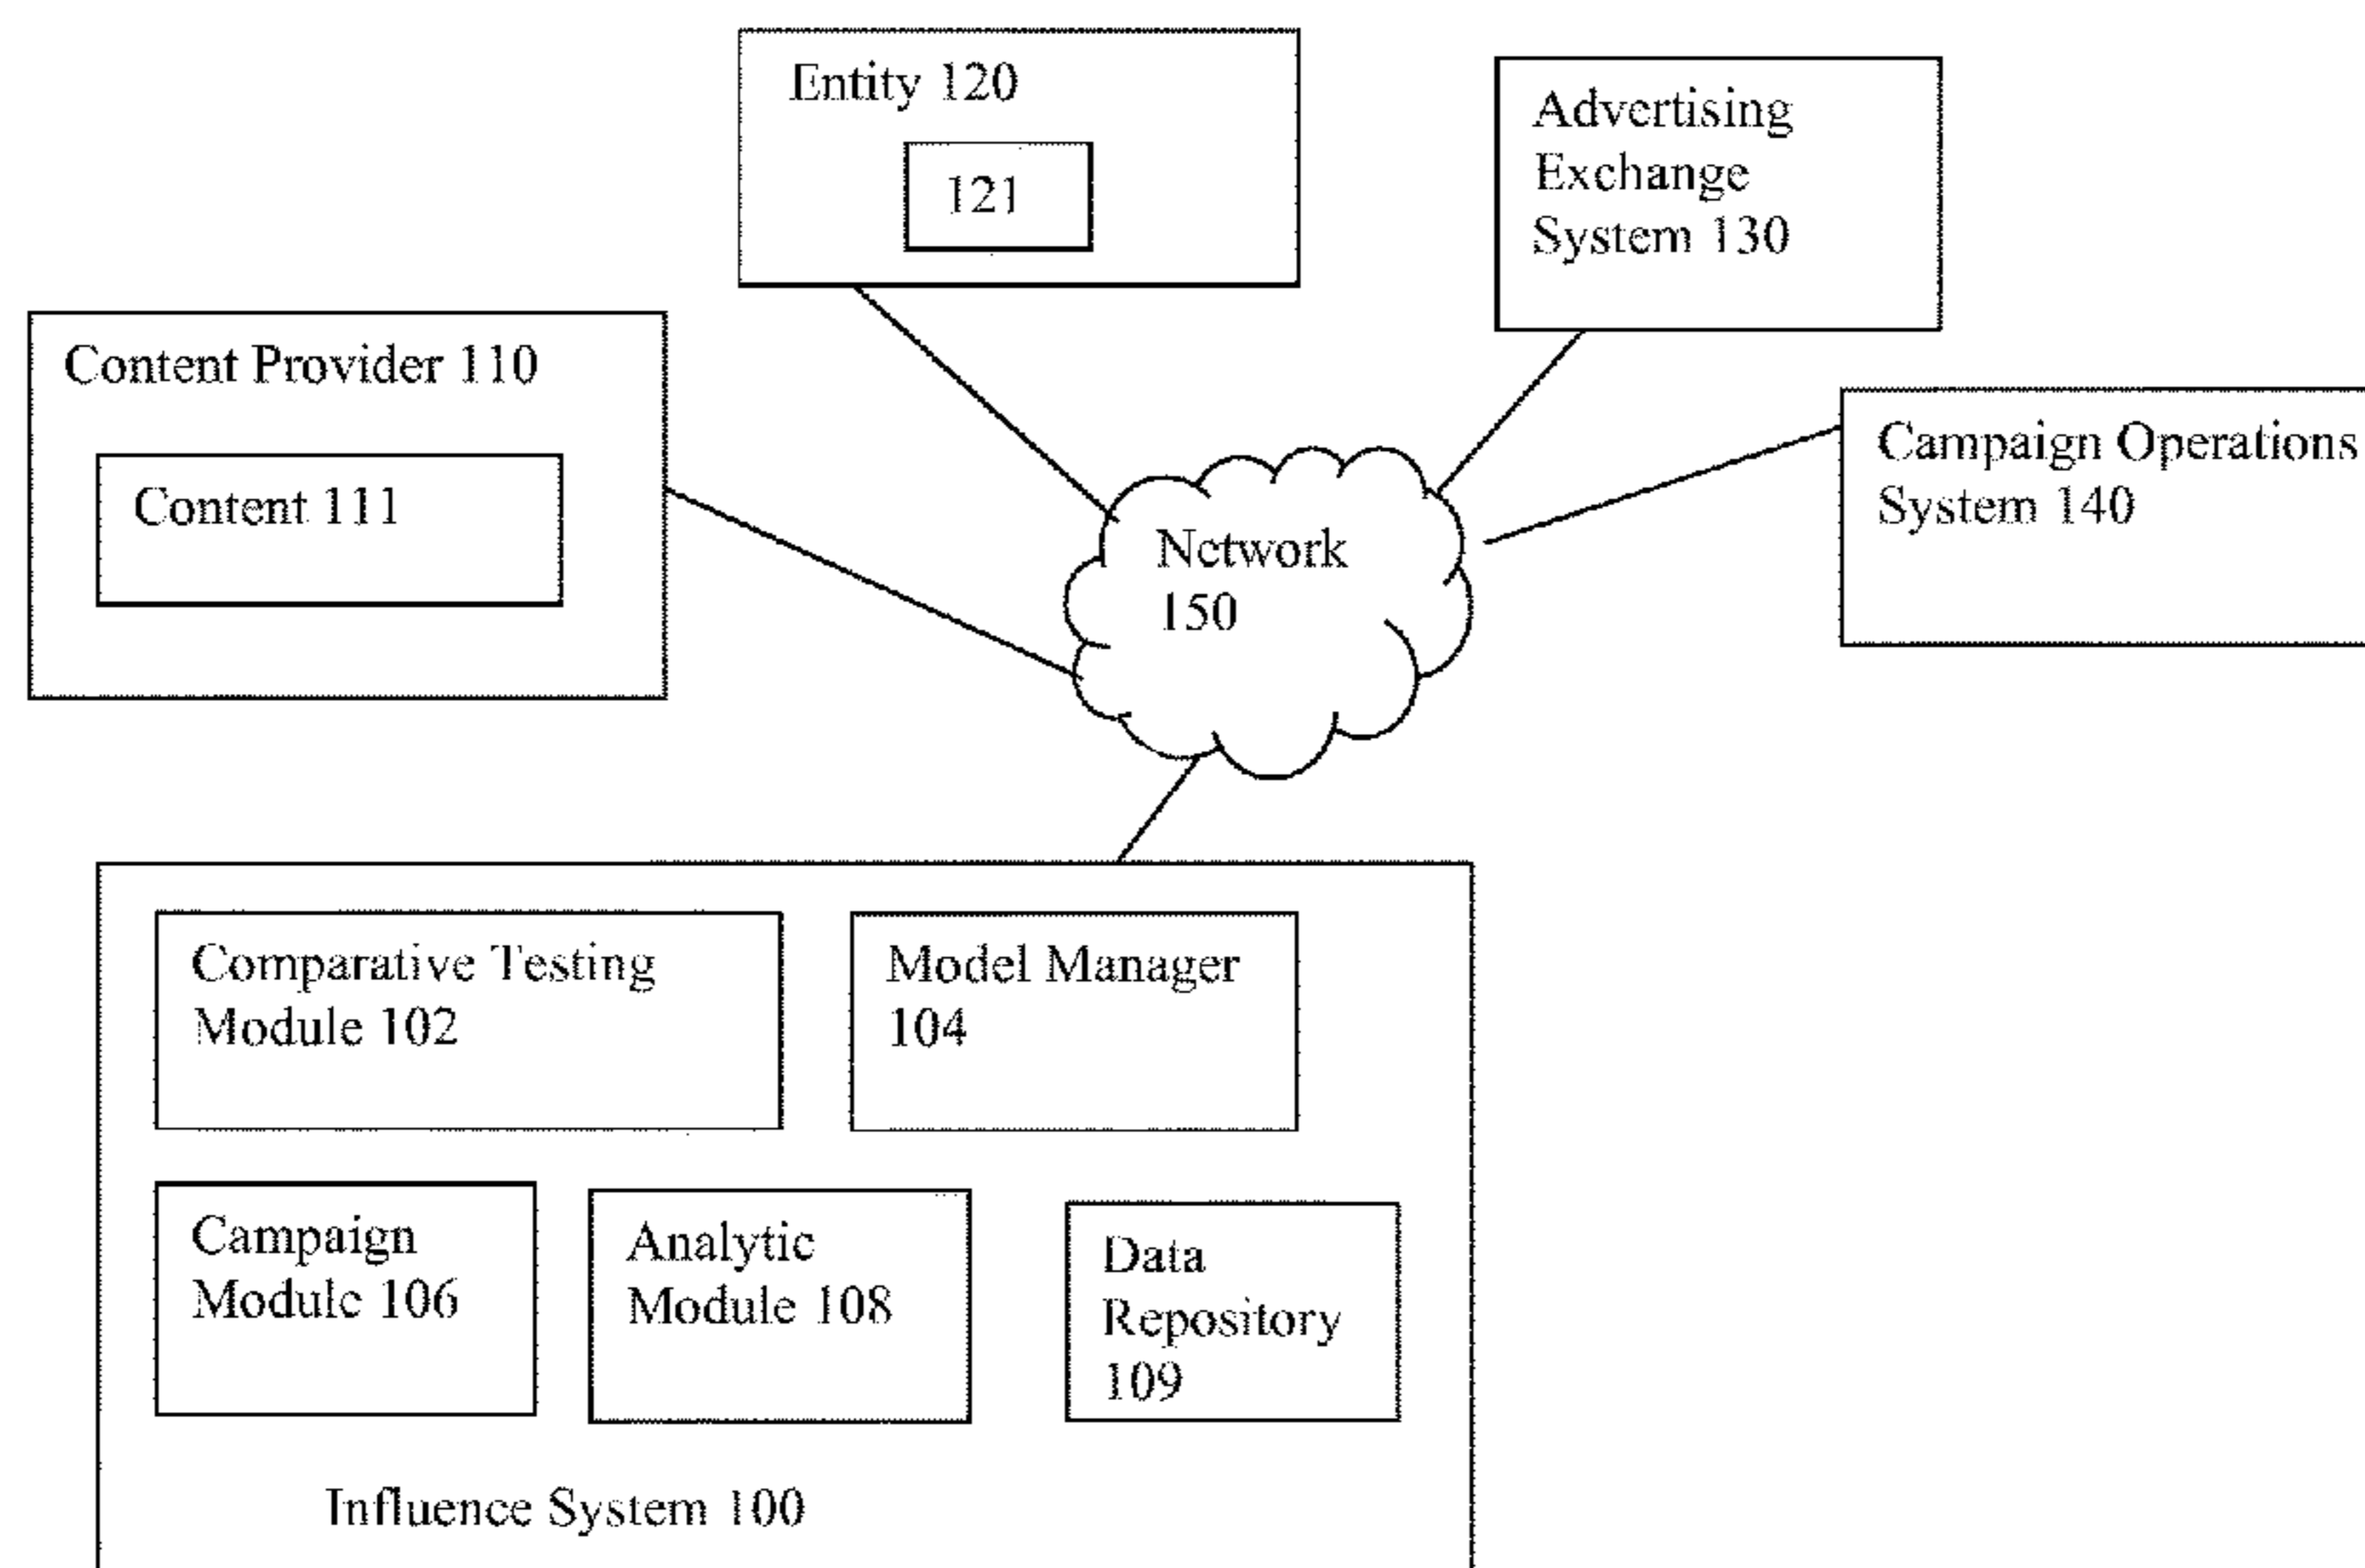 Entity 120
121
Advertising
Exchange
System 130
Content Provider 110
Content 111
Campaign Operations
System 140
Network
150
Comparative Testing
Module 102
Model Manager
104
Campaign
Module 106
Analytic
Module 108
Data
Repository
109
Influence System 100